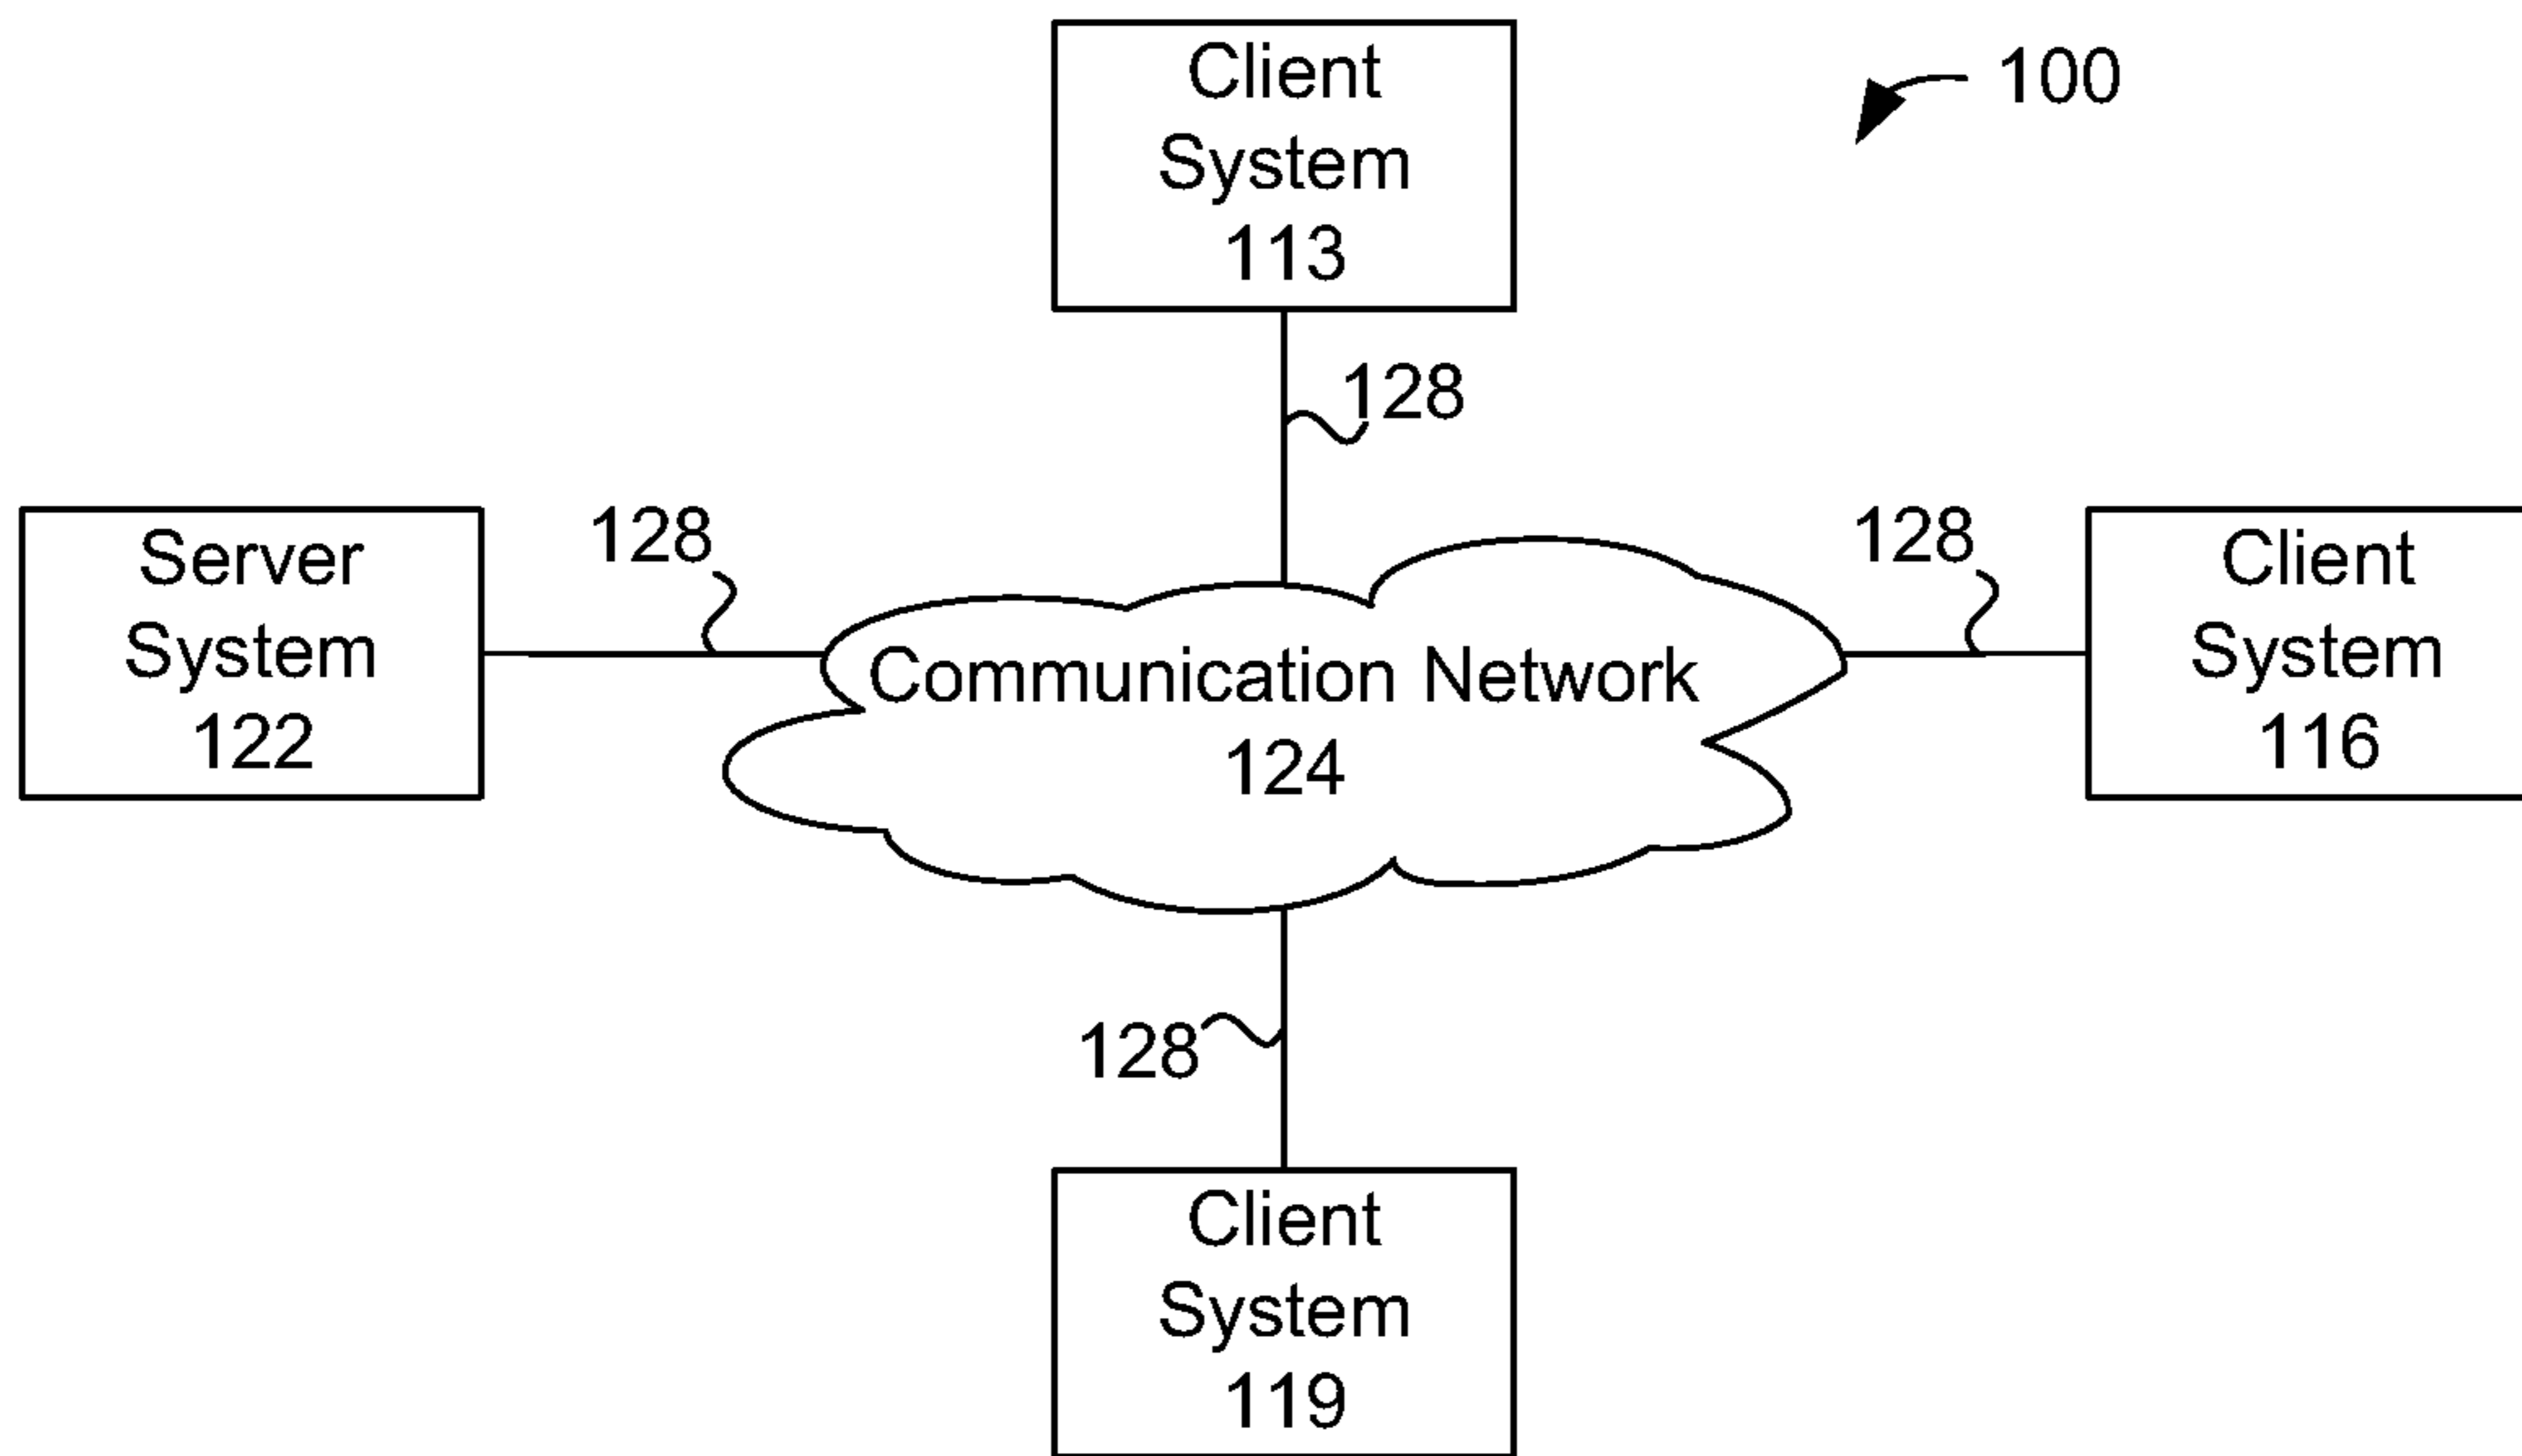 Client
System
113
100
128
Server
System
122
128
Communication Network
124
128
Client
System
116
128
Client
System
119